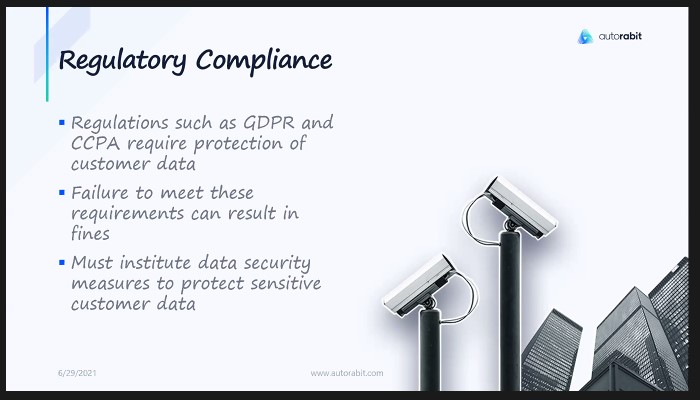 autorabit
Regulatory Compliance
Regulations such as GDPR and
CCPA require protection of
customer data
Failure to meet these
requirements can result in
fines
Must institute data security
measures to protect sensitive
customer data
6/29/2021
www.autorabit.com